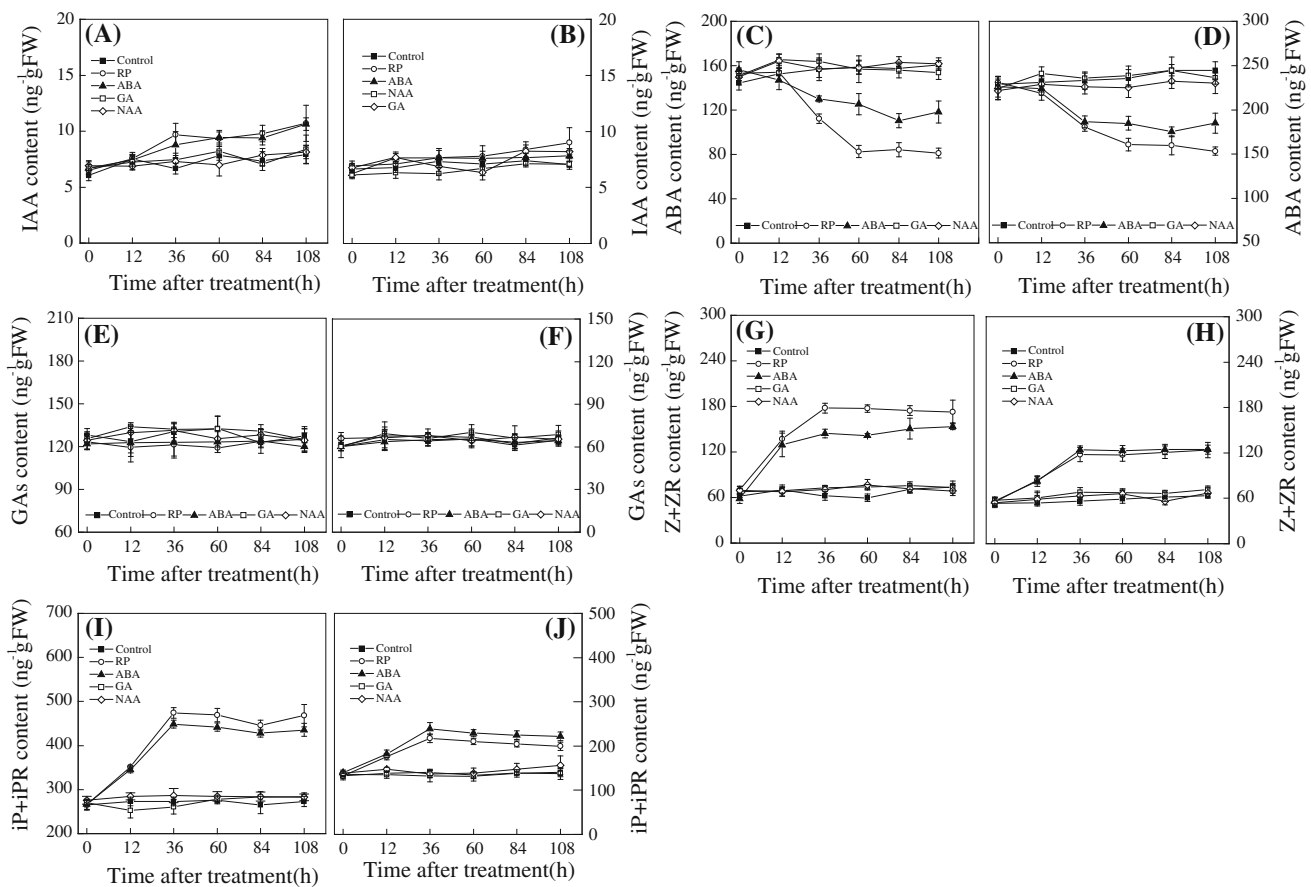 (A)
20
15
10
5
0
IAA content (ng⁻¹gFW)
Control
RP
ABA
GA
NAA
0 12 36 60 84 108
Time after treatment(h)
(B)
20
15
10
5
0
IAA content (ng⁻¹gFW)
Control
RP
ABA
NAA
GA
0 12 36 60 84 108
Time after treatment(h)
(C)
200
160
120
80
40
0
ABA content (ng⁻¹gFW)
Control RP ABA GA NAA
0 12 36 60 84 108
Time after treatment(h)
(D)
300
250
200
150
100
50
ABA content (ng⁻¹gFW)
Control RP ABA GA NAA
0 12 36 60 84 108
Time after treatment(h)
(E)
210
180
150
120
90
60
GAs content (ng⁻¹gFW)
Control RP ABA GA NAA
0 12 36 60 84 108
Time after treatment(h)
(F)
150
120
90
60
30
0
GAs content (ng⁻¹gFW)
Control RP ABA GA NAA
0 12 36 60 84 108
Time after treatment(h)
(G)
300
240
180
120
60
0
Z+ZR content (ng⁻¹gFW)
Control
RP
ABA
GA
NAA
0 12 36 60 84 108
Time after treatment(h)
(H)
300
240
180
120
60
0
Z+ZR content (ng⁻¹gFW)
Control
RP
ABA
GA
NAA
0 12 36 60 84 108
Time after treatment(h)
(I)
700
600
500
400
300
200
iP+iPR content (ng⁻¹gFW)
Control
RP
ABA
GA
NAA
0 12 36 60 84 108
Time after treatment(h)
(J)
500
400
300
200
100
0
iP+iPR content (ng⁻¹gFW)
Control
RP
ABA
GA
NAA
0 12 36 60 84 108
Time after treatment(h)